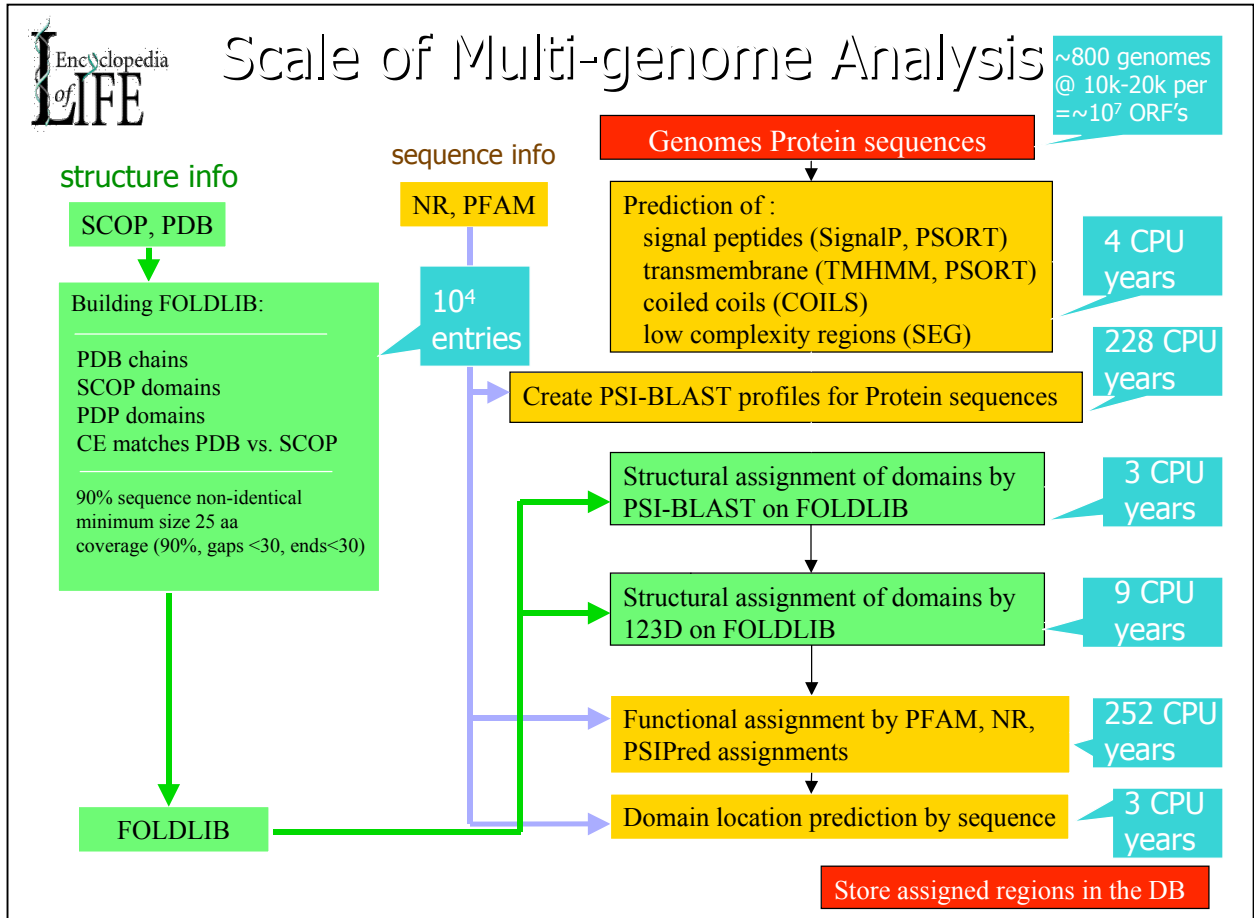 Encyclopedia
of
LIFE
Scale of Multi-genome Analysis
~800 genomes
@ 10k-20k per
=~10⁷ ORF's
structure info
SCOP, PDB
Building FOLDLIB:
PDB chains
SCOP domains
PDP domains
CE matches PDB vs. SCOP
90% sequence non-identical
minimum size 25 aa
coverage (90%, gaps <30, ends<30)
FOLDLIB
sequence info
NR, PFAM
10⁴
entries
Genomes Protein sequences
Prediction of :
signal peptides (SignalP, PSORT)
transmembrane (TMHMM, PSORT)
coiled coils (COILS)
low complexity regions (SEG)
4 CPU
years
Create PSI-BLAST profiles for Protein sequences
228 CPU
years
Structural assignment of domains by
PSI-BLAST on FOLDLIB
3 CPU
years
Structural assignment of domains by
123D on FOLDLIB
9 CPU
years
Functional assignment by PFAM, NR,
PSIPred assignments
252 CPU
years
Domain location prediction by sequence
3 CPU
years
Store assigned regions in the DB